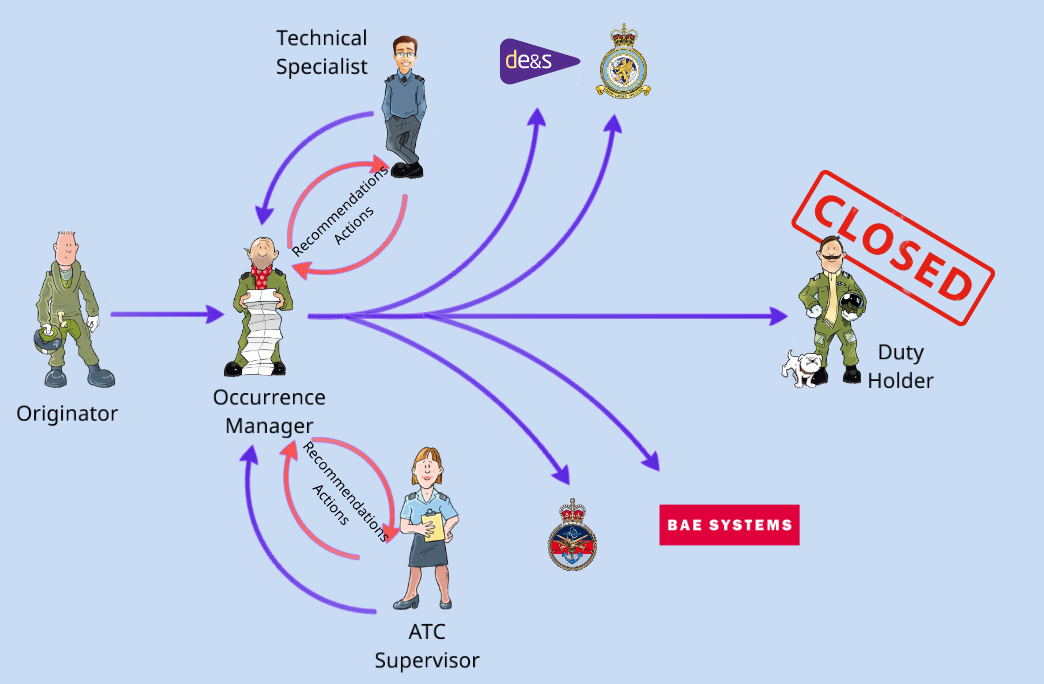 Technical
Specialist
de&s
CLOSED
Recommendations
Actions
Originator
Occurrence
Manager
Duty
Holder
Recommendations
Actions
BAE SYSTEMS
ATC
Supervisor